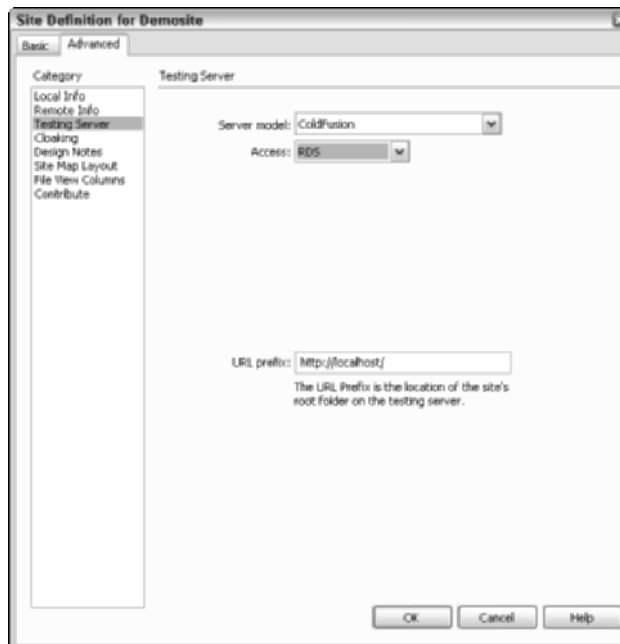 Site Definition for Demosite
Basic
Advanced
Category
Local Info
Remote Info
Testing Server
Cloaking
Design Notes
Site Map Layout
File View Columns
Contribute
Testing Server
Server model: ColdFusion
Access: RDS
URL prefix: http://localhost/
The URL Prefix is the location of the site's
root folder on the testing server.
OK
Cancel
Help